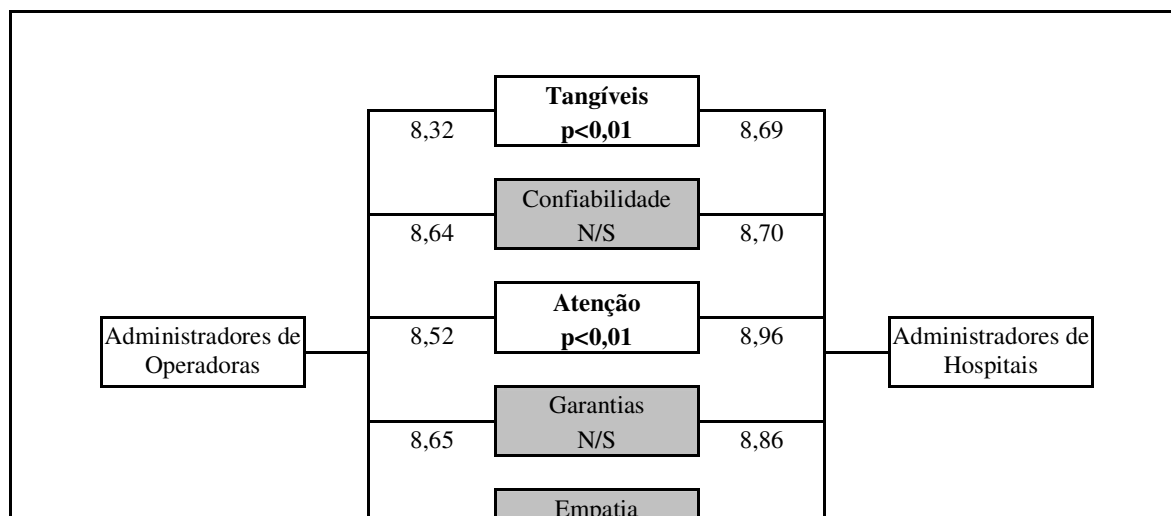 Tangíveis
p<0,01
8,32
8,69
Confiabilidade
N/S
8,64
8,70
Atenção
p<0,01
8,52
8,96
Administradores de
Operadoras
Administradores de
Hospitais
Garantias
N/S
8,65
8,86
Empatia